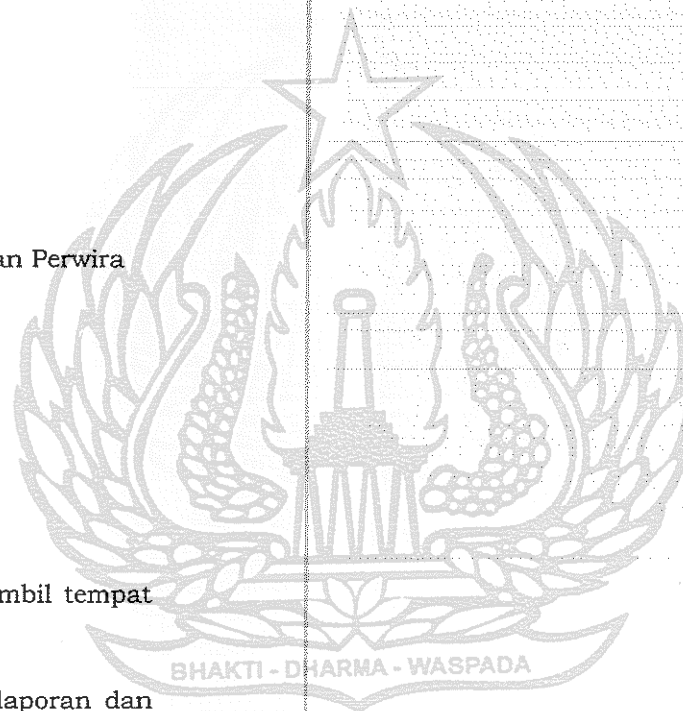 an Perwira
mbil tempat
BHAKTI - DHARMA - WASPADA
laporan dan